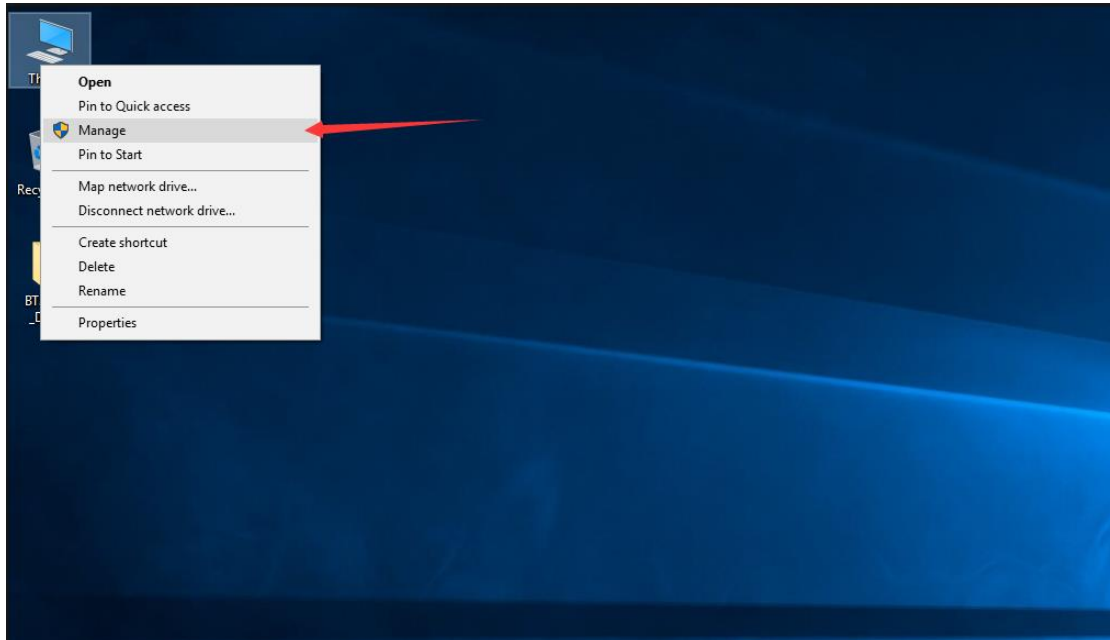 Open
Pin to Quick access
Manage
Pin to Start
Map network drive...
Disconnect network drive...
Create shortcut
Delete
Rename
Properties